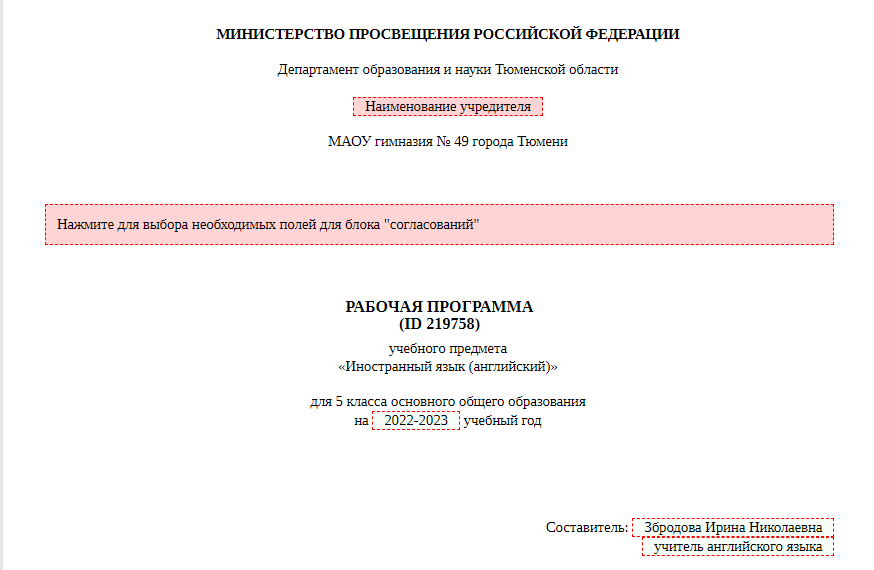 МИНИСТЕРСТВО ПРОСВЕЩЕНИЯ РОССИЙСКОЙ ФЕДЕРАЦИИ
Департамент образования и науки Тюменской области
Наименование учредителя
МАОУ гимназия № 49 города Тюмени
Нажмите для выбора необходимых полей для блока "согласований"
РАБОЧАЯ ПРОГРАММА
(ID 219758)
учебного предмета
«Иностранный язык (английский)»
для 5 класса основного общего образования
на 2022-2023 учебный год
Составитель: Збродова Ирина Николаевна
учитель английского языка